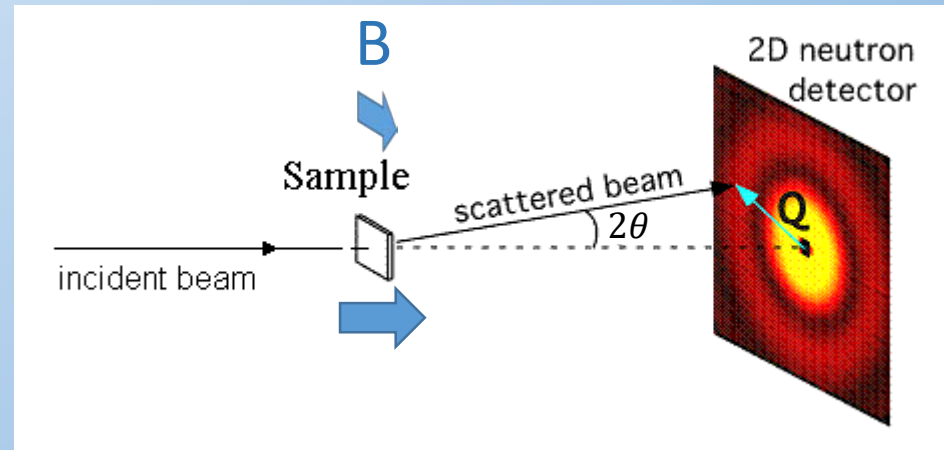 B
2D neutron
detector
Sample
scattered beam
2θ
Q
incident beam